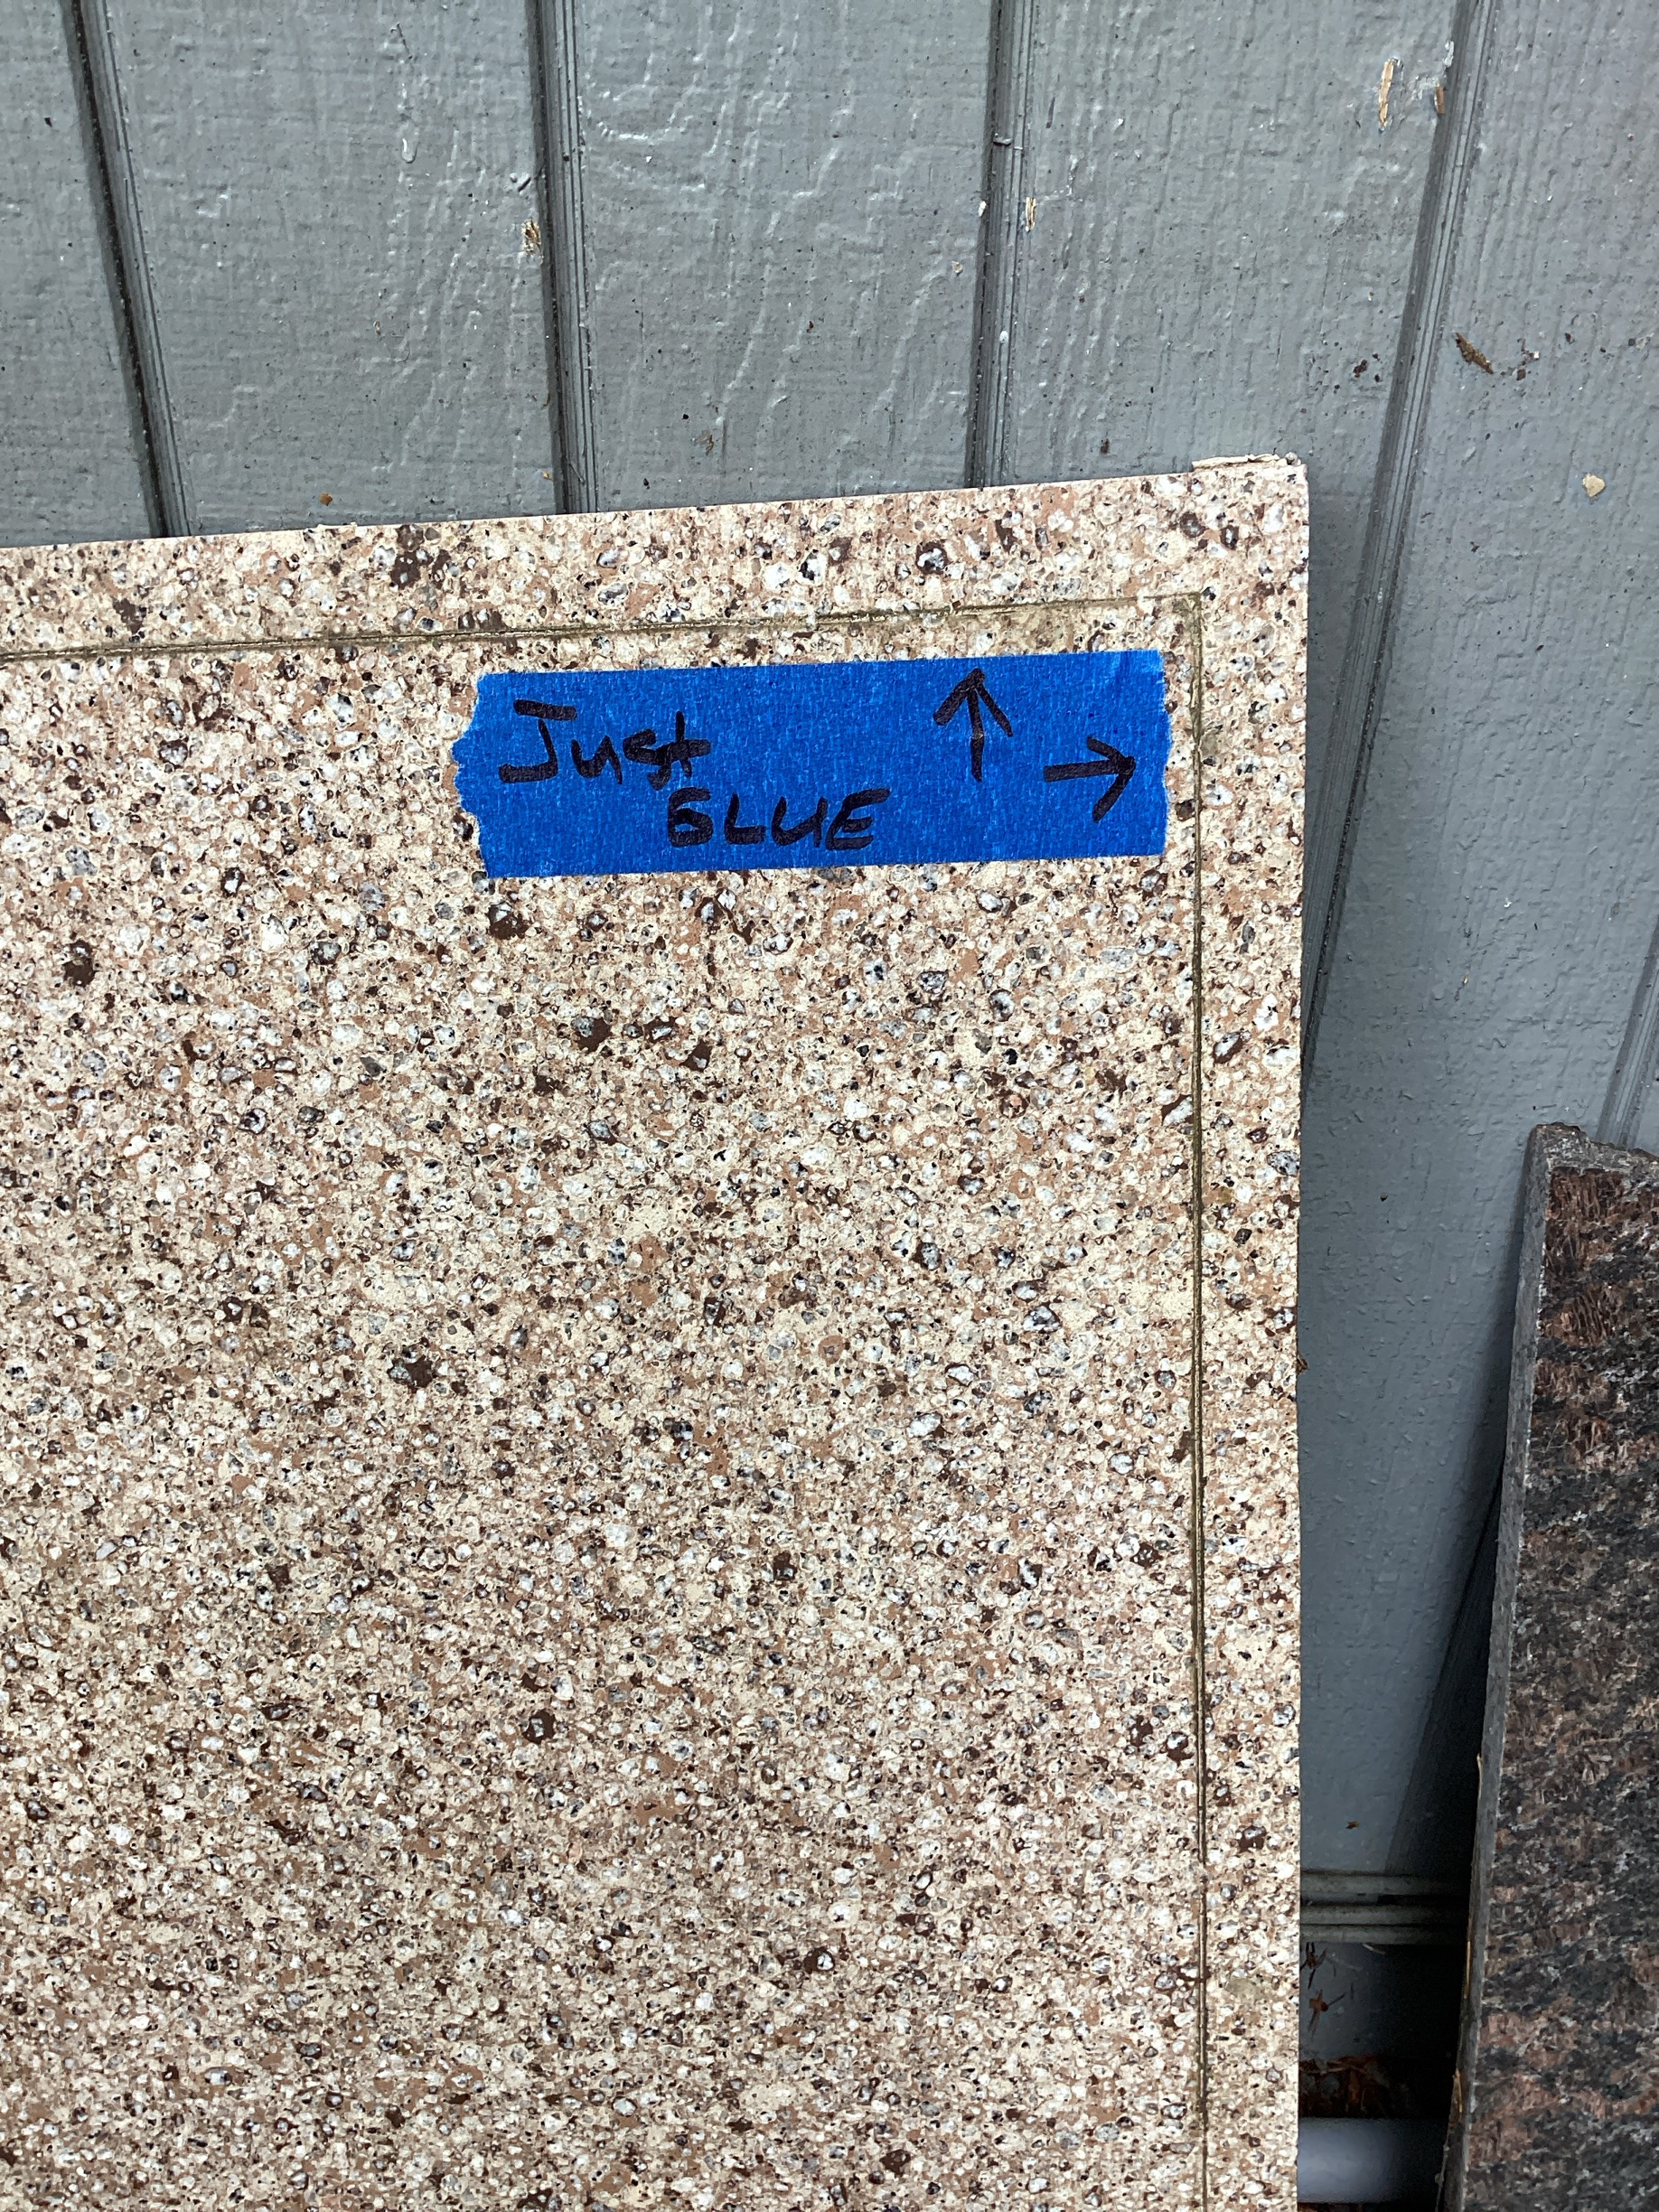 Just ↑ →
GLUE